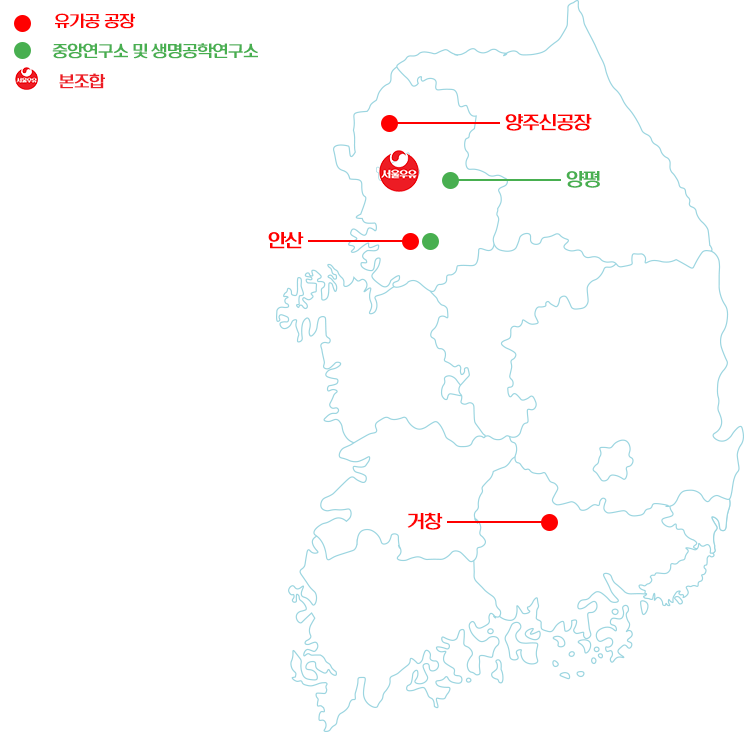 유가공 공장
중앙연구소 및 생명공학연구소
서울우유
본조합
양주신공장
서울우유
양평
안산
거창